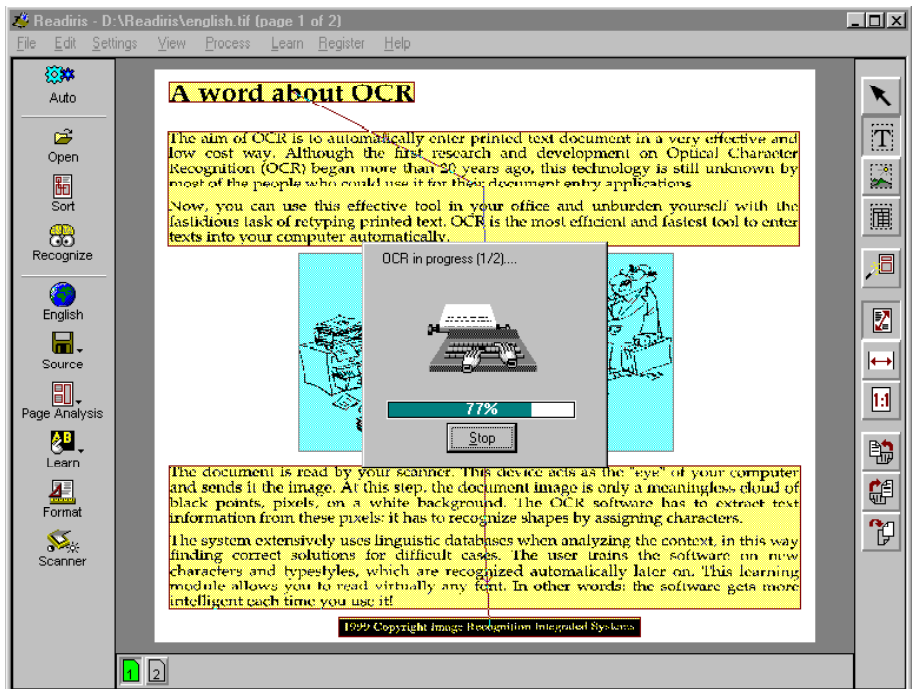 Readiris - D:\Readiris\english.tif (page 1 of 2)
File Edit Settings View Process Learn Register Help
Auto
Open
Sort
Recognize
English
Source
Page Analysis
Learn
Format
Scanner
A word about OCR
The aim of OCR is to automatically enter printed text document in a very effective and
low cost way. Although the first research and development on Optical Character
Recognition (OCR) began more than 20 years ago, this technology is still unknown by
most of the people who could use it for their document entry applications.
Now, you can use this effective tool in your office and unburden yourself with the
fastidious task of retyping printed text. OCR is the most efficient and fastest tool to enter
texts into your computer automatically.
OCR in progress (1/2)....
77%
Stop
The document is read by your scanner. This device acts as the "eye" of your computer
and sends it the image. At this step, the document image is only a meaningless cloud of
black points, pixels, on a white background. The OCR software has to extract text
information from these pixels: it has to recognize shapes by assigning characters.
The system extensively uses linguistic databases when analyzing the context, in this way
finding correct solutions for difficult cases. The user trains the software on new
characters and typestyles, which are recognized automatically later on. This learning
module allows you to read virtually any font. In other words: the software gets more
intelligent each time you use it!
1999 Copyright Image Recognition Integrated Systems
T
1:1
1 2